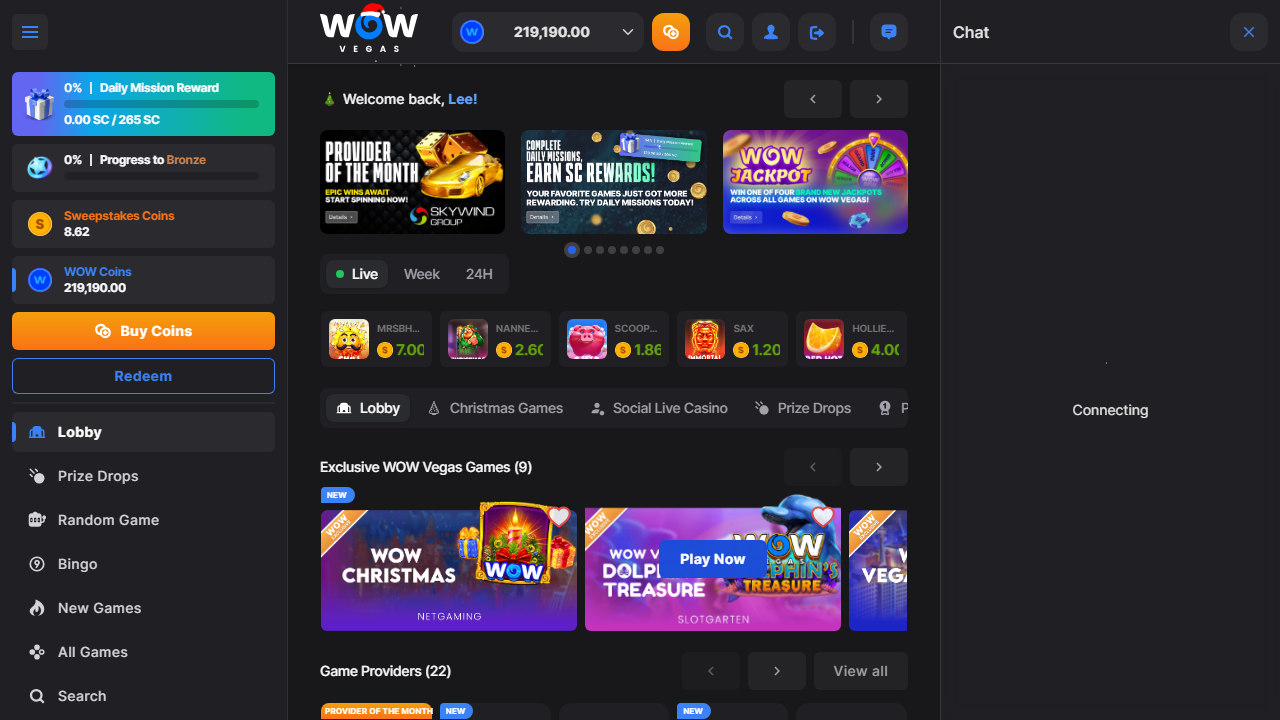 0% | Daily Mission Reward
0.00 SC / 265 SC
0% | Progress to Bronze
Sweepstakes Coins
8.62
WOW Coins
219,190.00
Buy Coins
Redeem
Lobby
Prize Drops
Random Game
Bingo
New Games
All Games
Search
WOW
VEGAS
W 219,190.00
Welcome back, Lee!
PROVIDER
OF THE MONTH
EPIC WINS AWAIT
START SPINNING NOW!
Details
SKYWIND
GROUP
COMPLETE
DAILY MISSIONS,
EARN SC REWARDS!
YOUR FAVORITE GAMES JUST GOT MORE
REWARDING. TRY DAILY MISSIONS TODAY!
Details
WOW
JACKPOT
WIN ONE OF FOUR BRAND NEW JACKPOTS
ACROSS ALL GAMES ON WOW VEGAS!
Details
Live Week 24H
MRSBH...
7.00
NANNE...
2.60
SCOOP...
1.86
SAX
1.20
HOLLIE...
4.00
Lobby Christmas Games Social Live Casino Prize Drops P
Exclusive WOW Vegas Games (9)
NEW
WOW
WOW
CHRISTMAS
WOW
NETGAMING
WOW
WOW V
DOLP
TREASURE
Play Now
WOW
DOLPHIN'S
TREASURE
SLOTGARTEN
WOW
W
VEGA
Game Providers (22)
View all
PROVIDER OF THE MONTH
NEW
NEW
Chat
Connecting